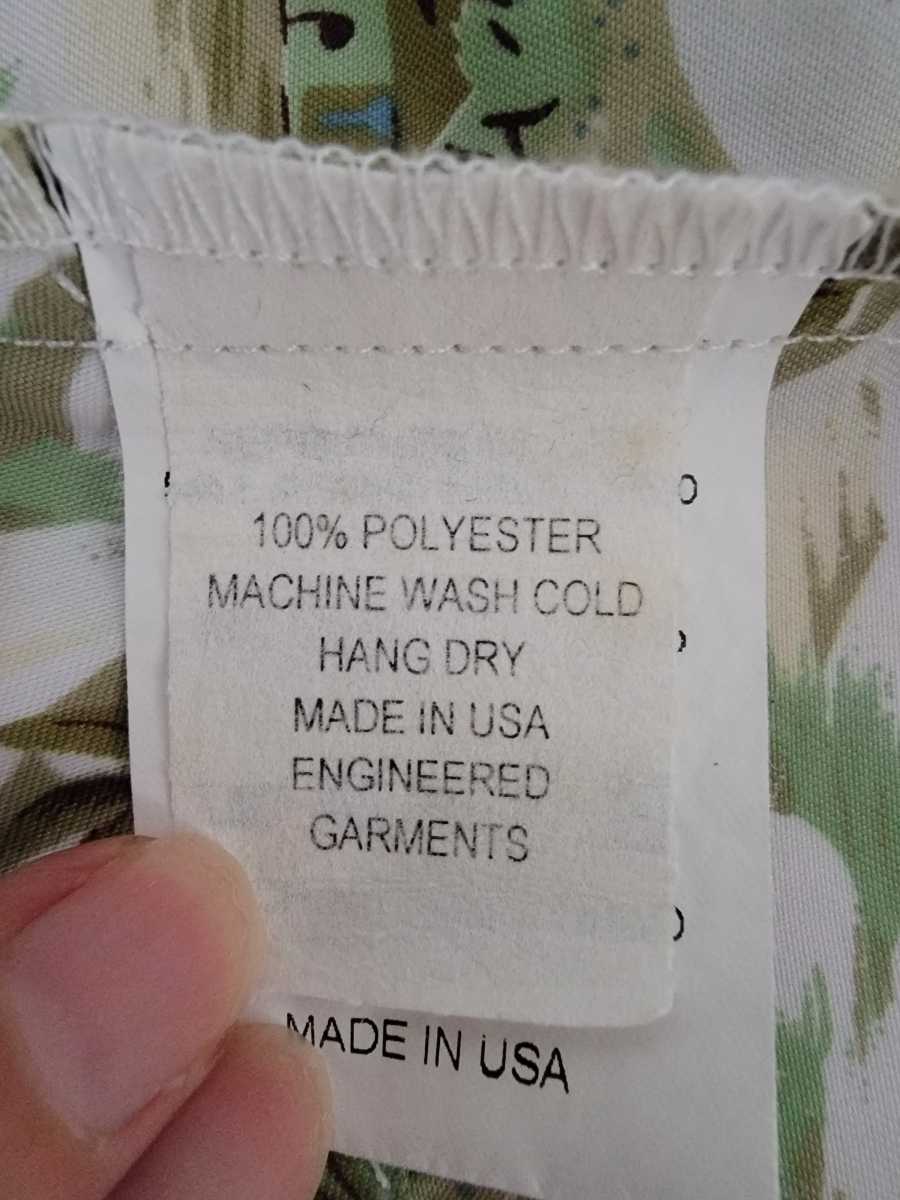 100% POLYESTER
MACHINE WASH COLD
HANG DRY
MADE IN USA
ENGINEERED
GARMENTS
MADE IN USA